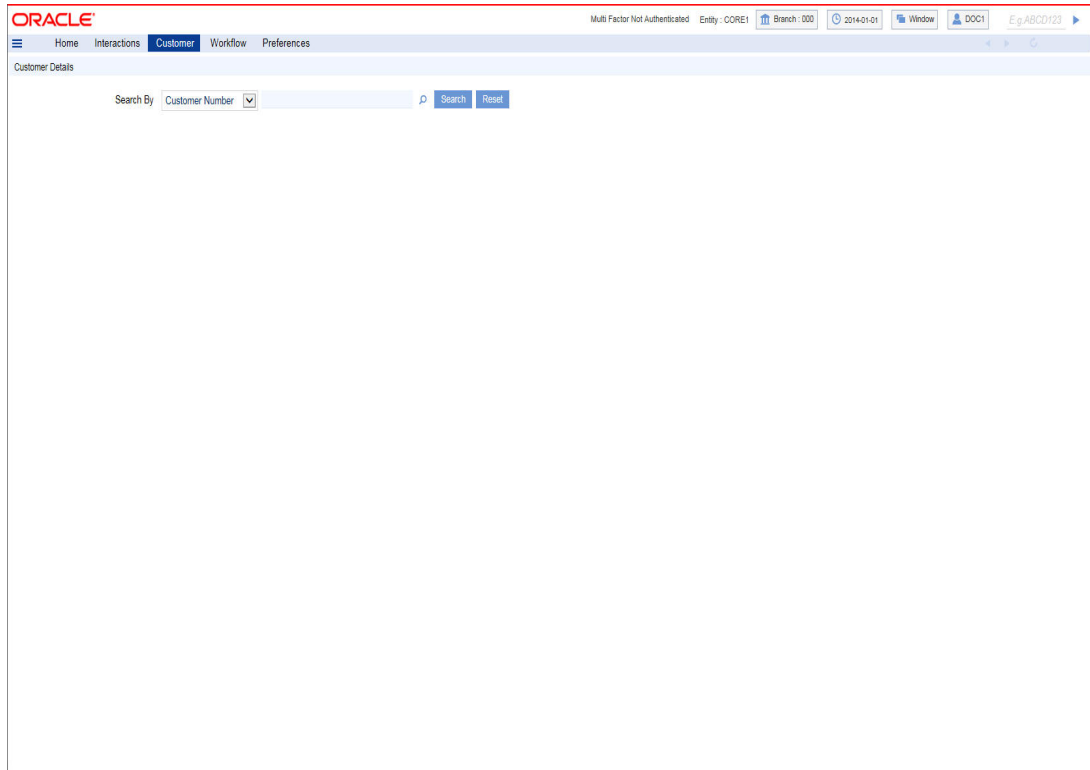 ORACLE
Multi Factor Not Authenticated Entity : CORE1 Branch : 000 2014-01-01 Window DOC1 E.g.ABCD123
Home Interactions Customer Workflow Preferences
Customer Details
Search By Customer Number Search Reset